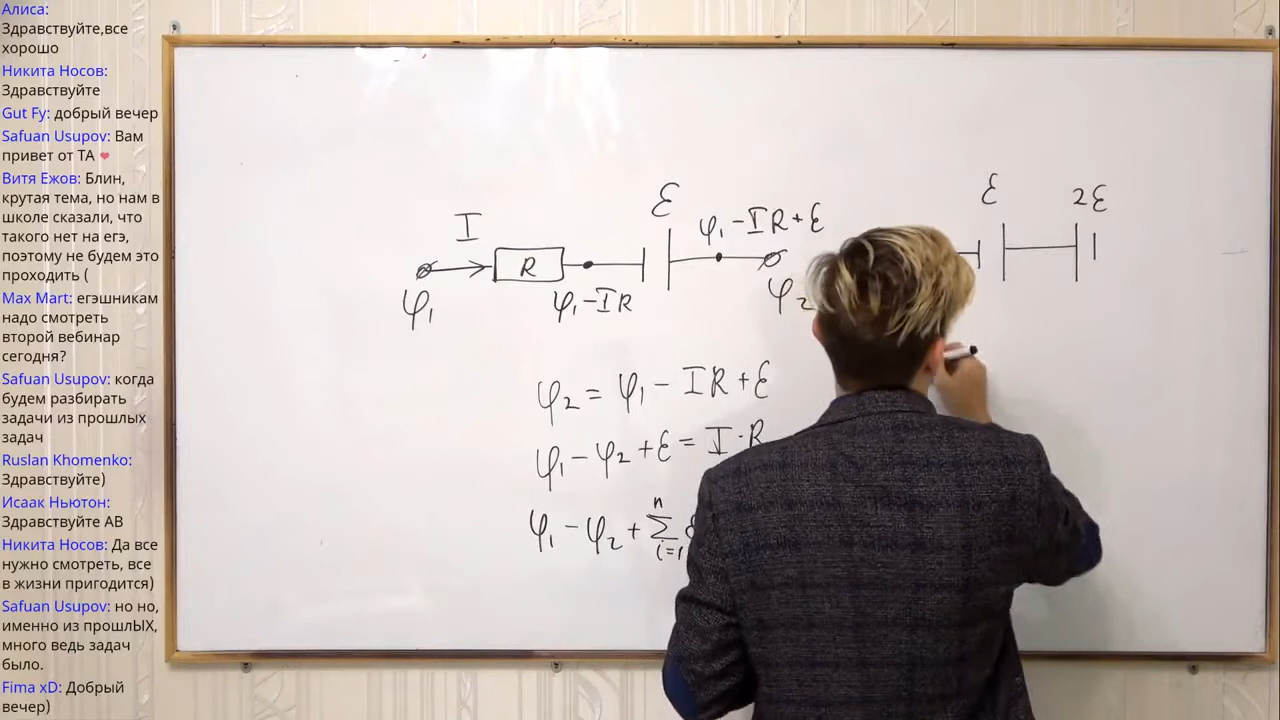 Алиса:
Здравствуйте,все
хорошо
Никита Носов:
Здравствуйте
Gut Fy: добрый вечер
Safuan Usupov: Вам
привет от ТА ❤
Витя Ежов: Блин,
крутая тема, но нам в
школе сказали, что
такого нет на егэ,
поэтому не будем это
проходить (
Max Mart: егэшникам
надо смотреть
второй вебинар
сегодня?
Safuan Usupov: когда
будем разбирать
задачи из прошлых
задач
Ruslan Khomenko:
Здравствуйте)
Исаак Ньютон:
Здравствуйте АВ
Никита Носов: Да все
нужно смотреть, все
в жизни пригодится)
Safuan Usupov: но но,
именно из прошлЫХ,
много ведь задач
было.
Fima xD: Добрый
вечер)
I
ℰ
φ₁ - IR + ℰ
ℰ
2ℰ
R
φ₁
φ₁ - IR
φ₂
φ₂ = φ₁ - IR + ℰ
φ₁ - φ₂ + ℰ = I · R
n
φ₁ - φ₂ + Σ
i=1